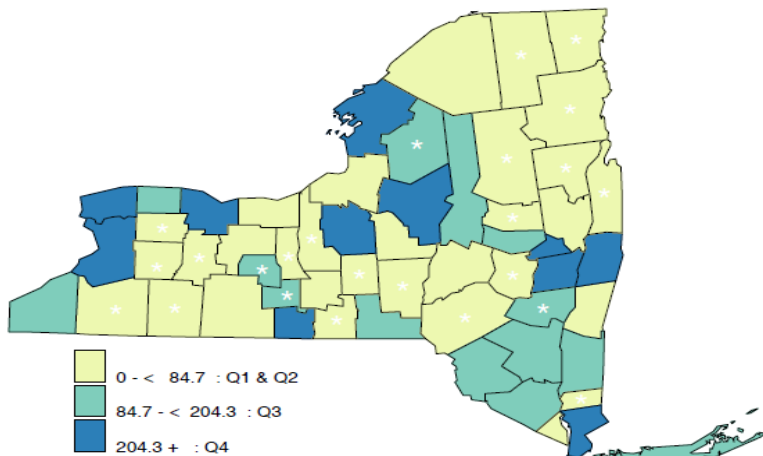 0 - < 84.7 : Q1 & Q2
84.7 - < 204.3 : Q3
204.3 + : Q4